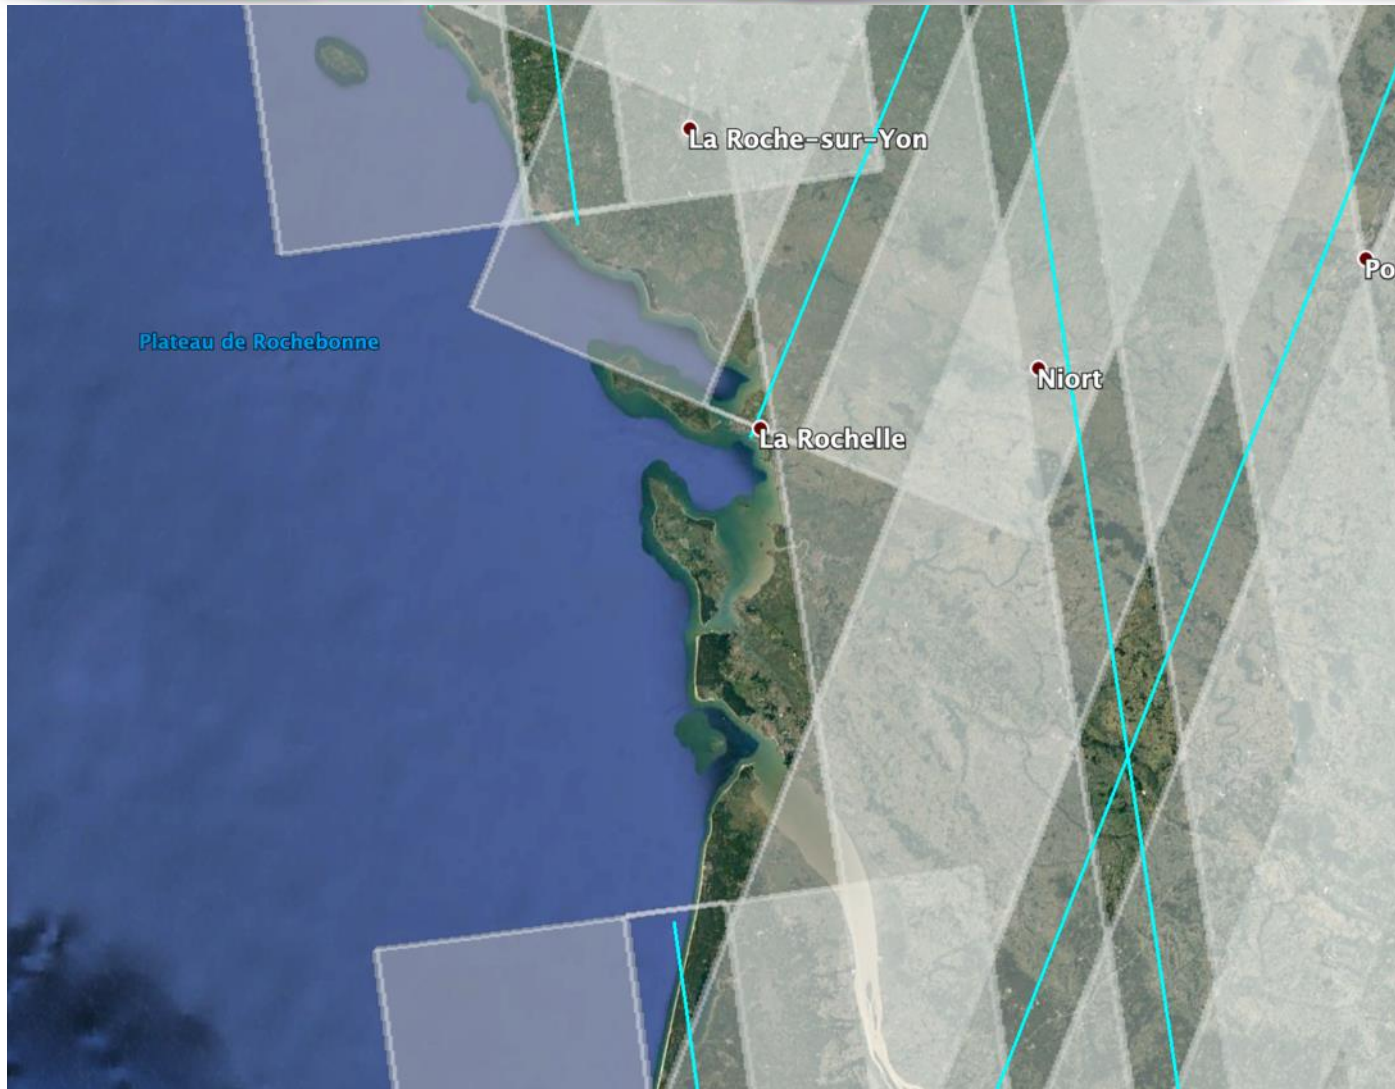 La Roche-sur-Yon
Po
Plateau de Rochebonne
Niort
La Rochelle